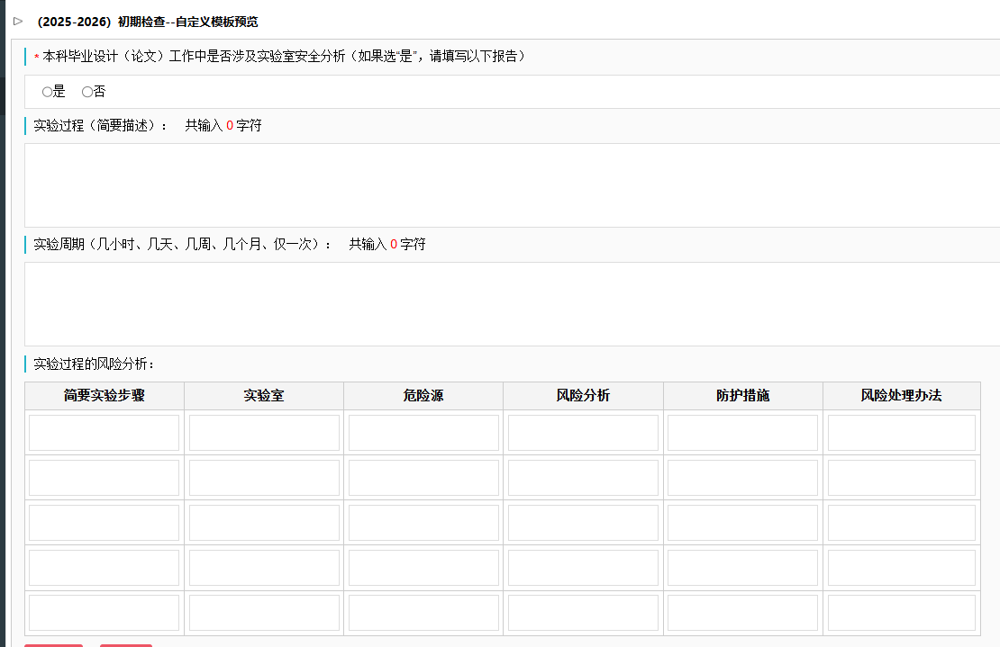 (2025-2026) 初期检查--自定义模板预览
* 本科毕业设计（论文）工作中是否涉及实验室安全分析（如果选“是”，请填写以下报告）
是 否
实验过程（简要描述）： 共输入 0 字符
实验周期（几小时、几天、几周、几个月、仅一次）： 共输入 0 字符
实验过程的风险分析：
简要实验步骤 实验室 危险源 风险分析 防护措施 风险处理办法